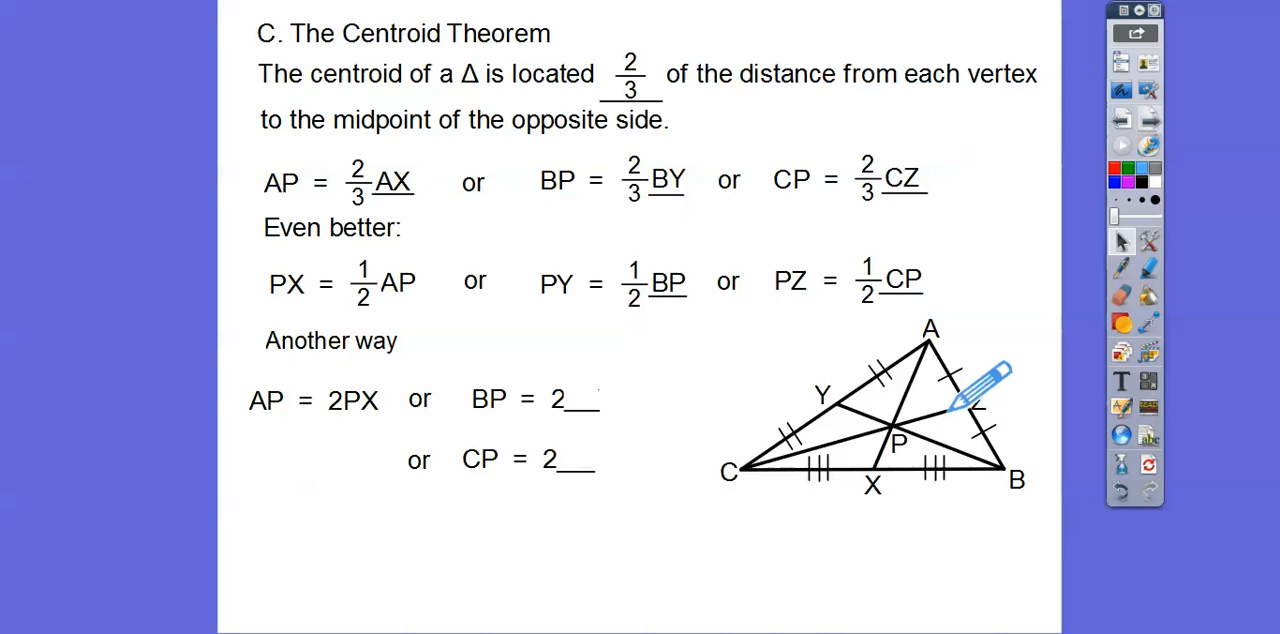 C. The Centroid Theorem
The centroid of a Δ is located 2/3 of the distance from each vertex
to the midpoint of the opposite side.
AP = 2/3 AX or BP = 2/3 BY or CP = 2/3 CZ
Even better:
PX = 1/2 AP or PY = 1/2 BP or PZ = 1/2 CP
Another way
AP = 2PX or BP = 2__
or CP = 2__
A
Y
P
C
X
B
T